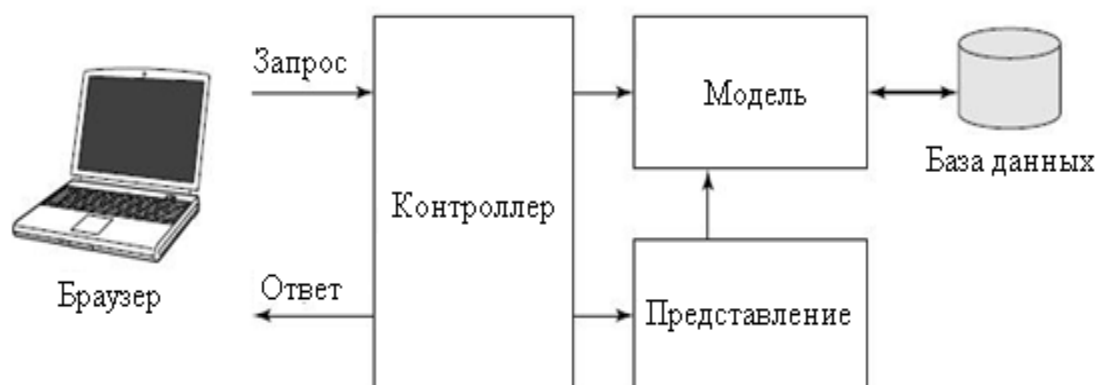 Запрос
Модель
База данных
Контроллер
Браузер
Ответ
Представление